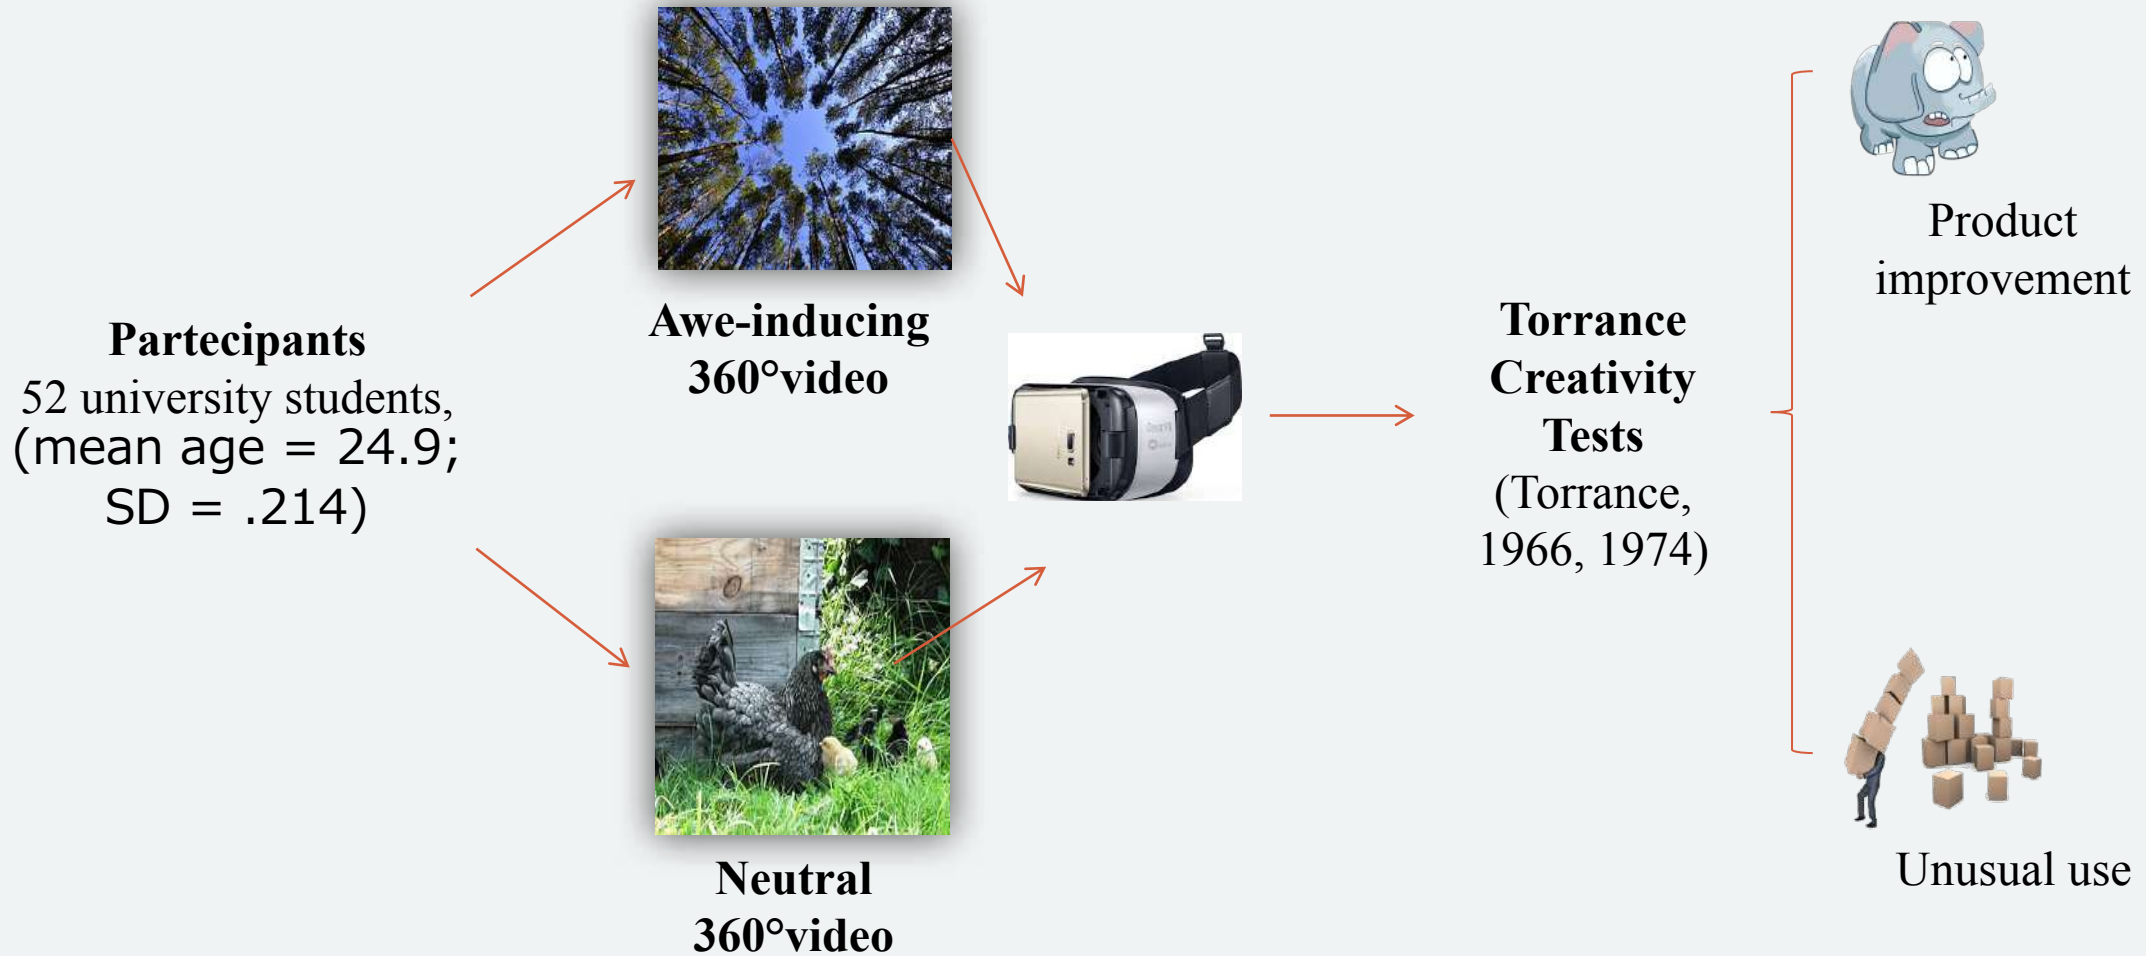 Partecipants
52 university students,
(mean age = 24.9;
SD = .214)
Awe-inducing
360°video
Neutral
360°video
Torrance
Creativity
Tests
(Torrance,
1966, 1974)
Product
improvement
Unusual use